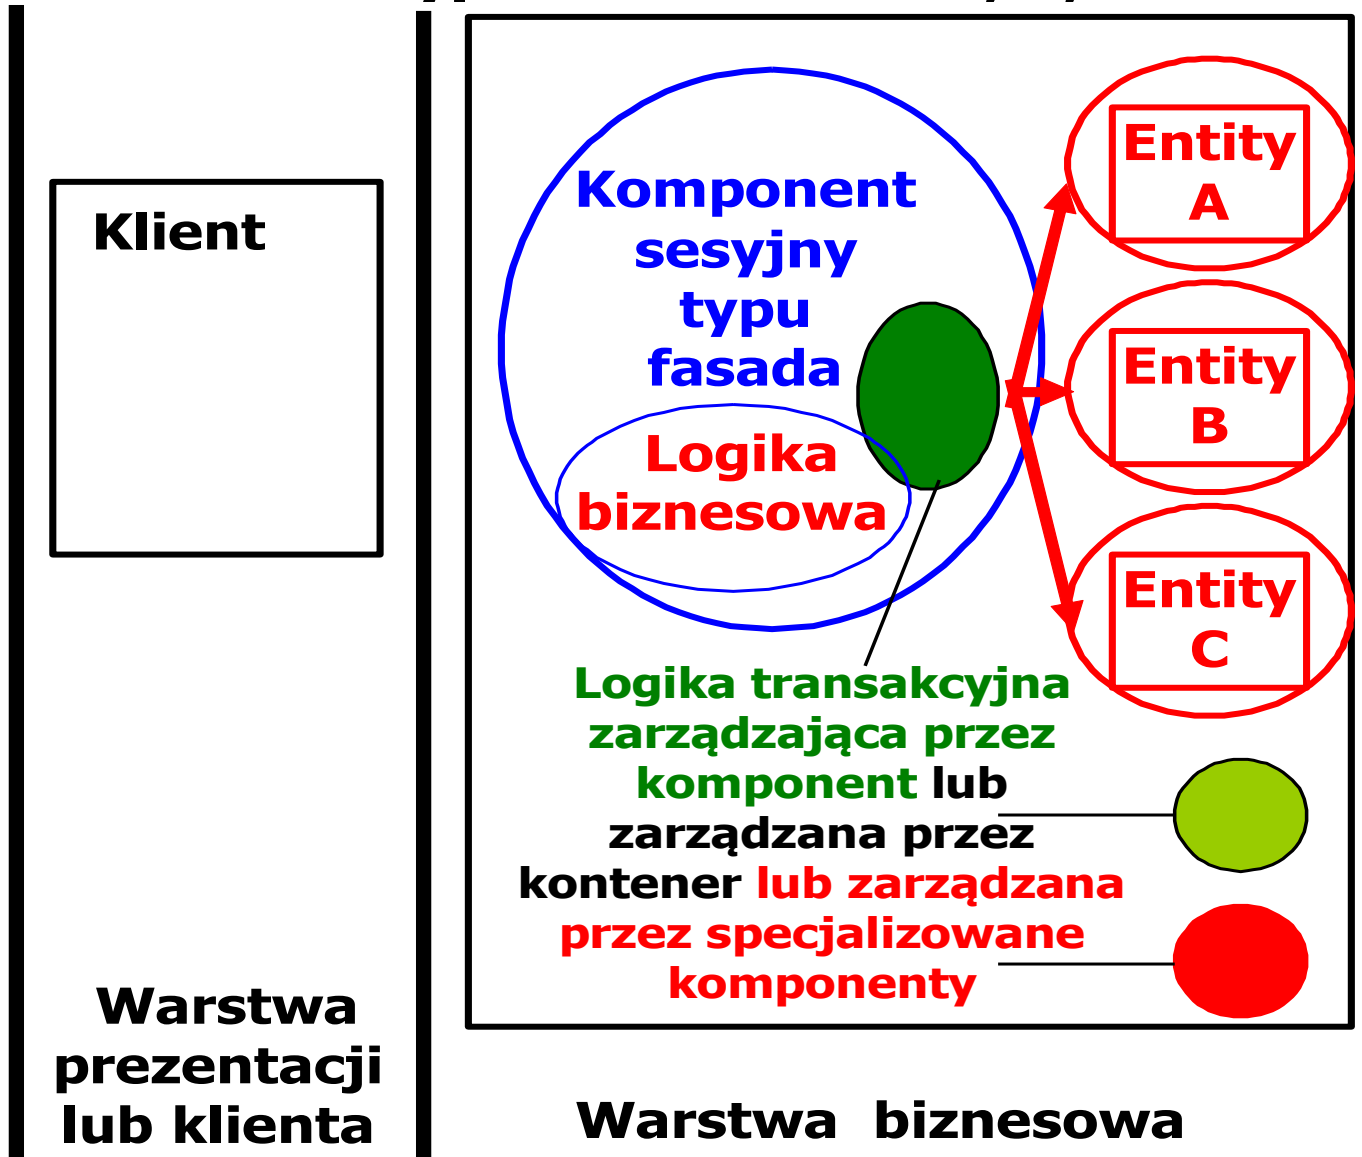 Klient
Warstwa
prezentacji
lub klienta
Komponent
sesyjny
typu
fasada
Logika
biznesowa
Entity
A
Entity
B
Entity
C
Logika transakcyjna
zarządzająca przez
komponent lub
zarządzana przez
kontener lub zarządzana
przez specjalizowane
komponenty
Warstwa biznesowa